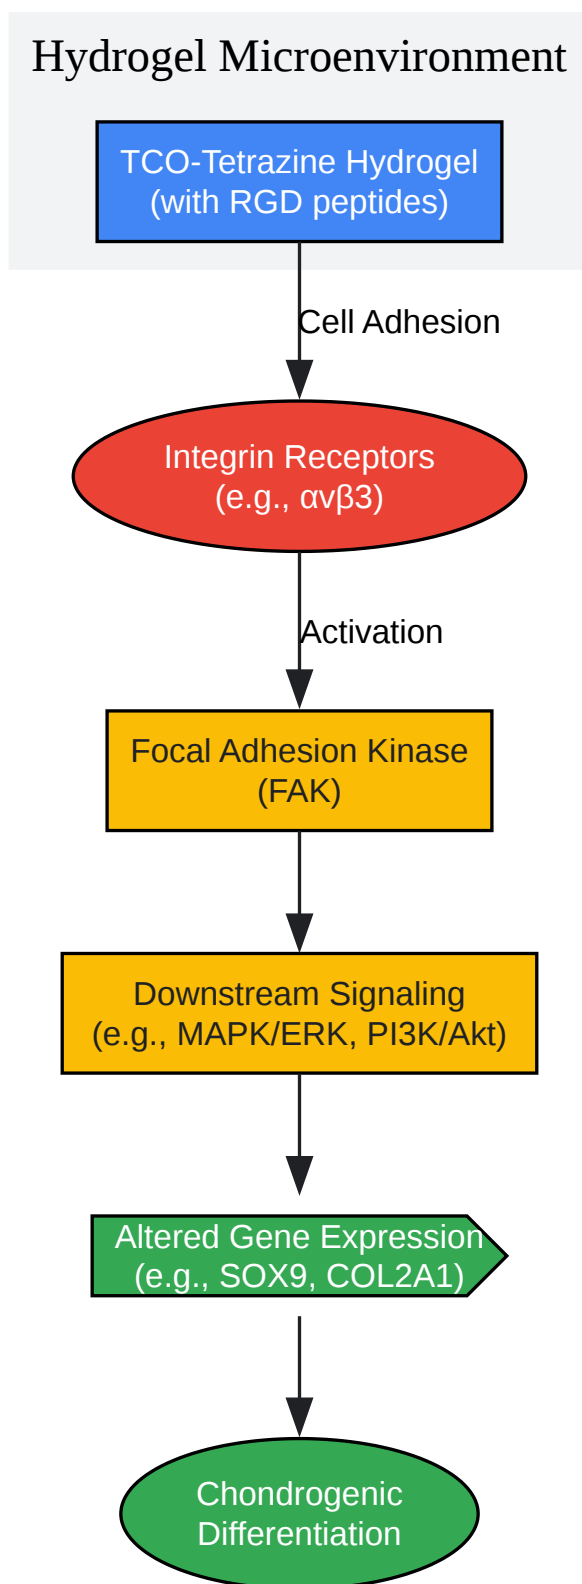 Hydrogel Microenvironment
TCO-Tetrazine Hydrogel
(with RGD peptides)
Cell Adhesion
Integrin Receptors
(e.g., αvβ3)
Activation
Focal Adhesion Kinase
(FAK)
Downstream Signaling
(e.g., MAPK/ERK, PI3K/Akt)
Altered Gene Expression
(e.g., SOX9, COL2A1)
Chondrogenic
Differentiation